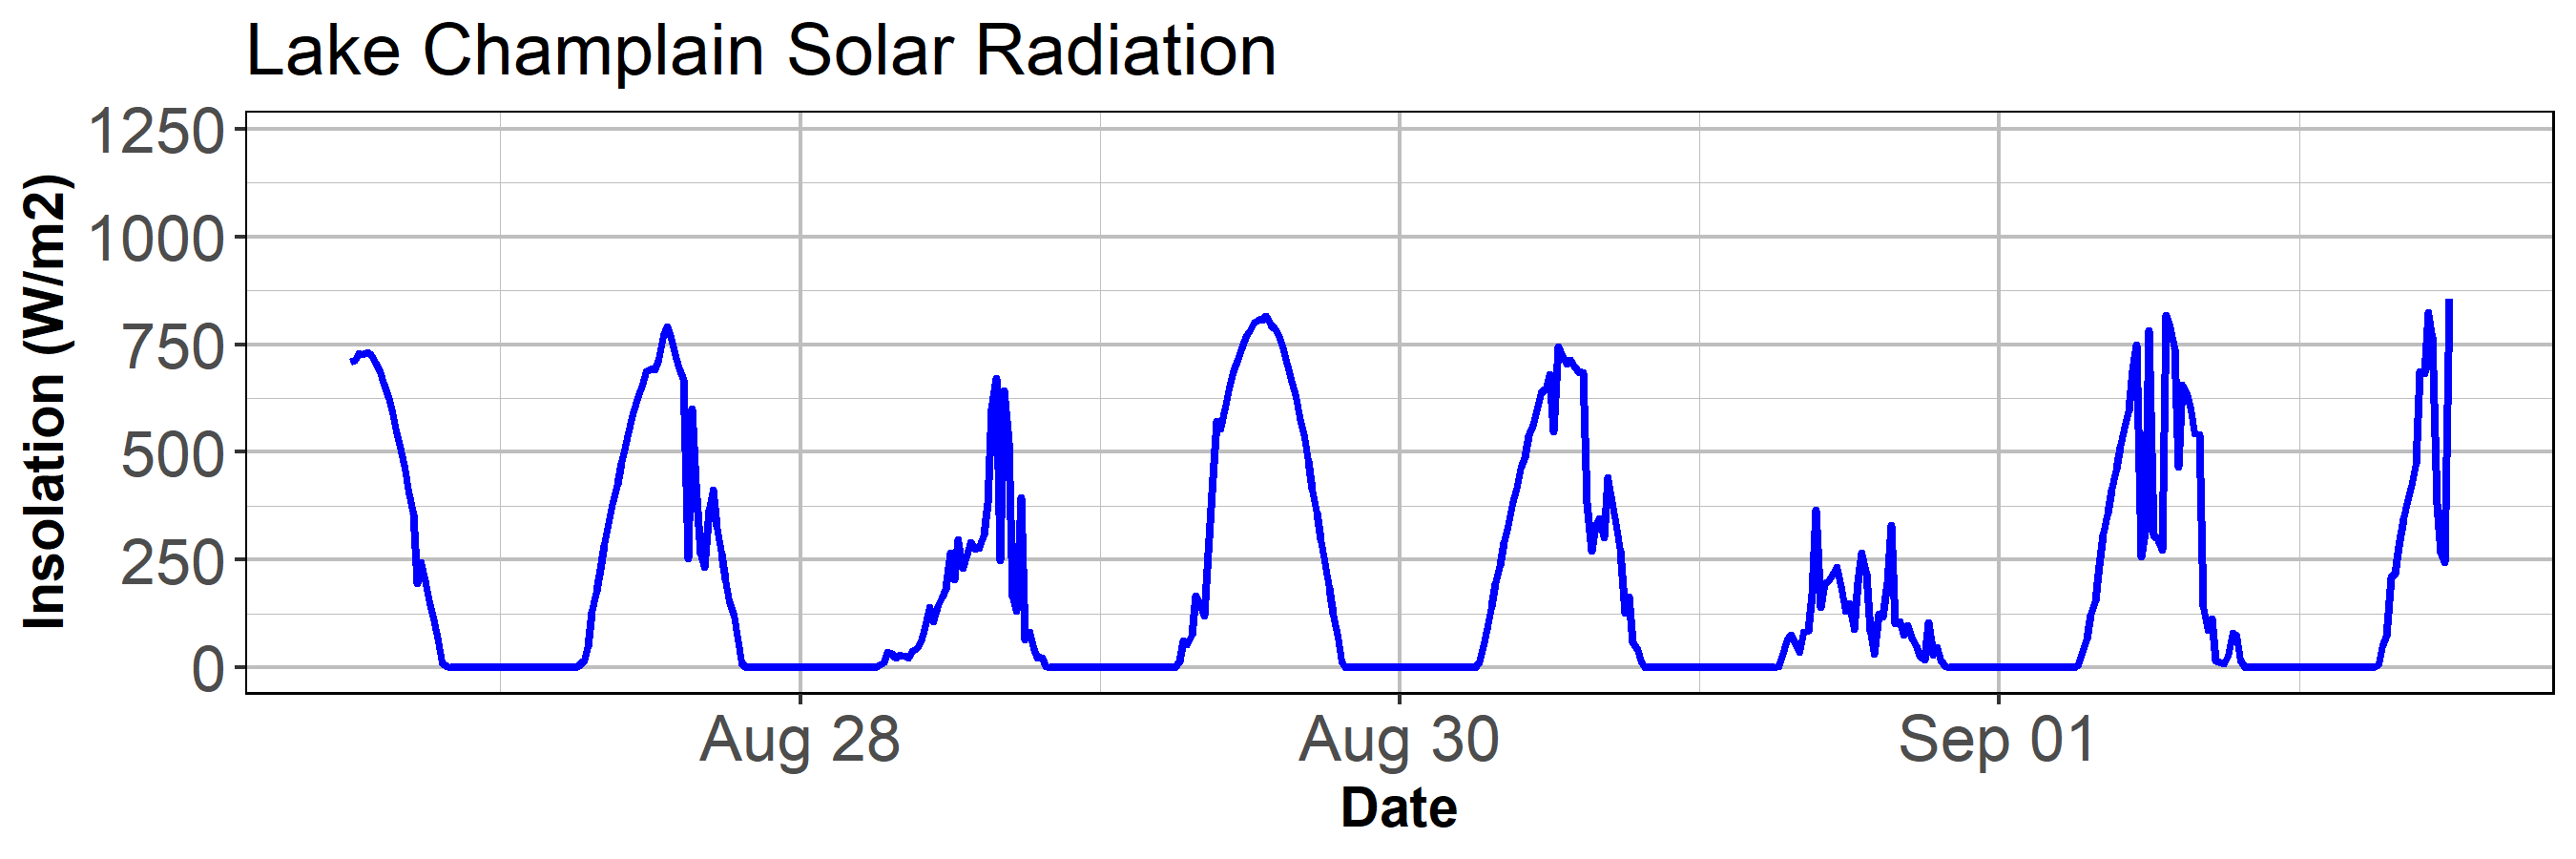 Lake Champlain Solar Radiation
1250
1000
750
500
250
0
Insolation (W/m2)
Aug 28
Aug 30
Sep 01
Date